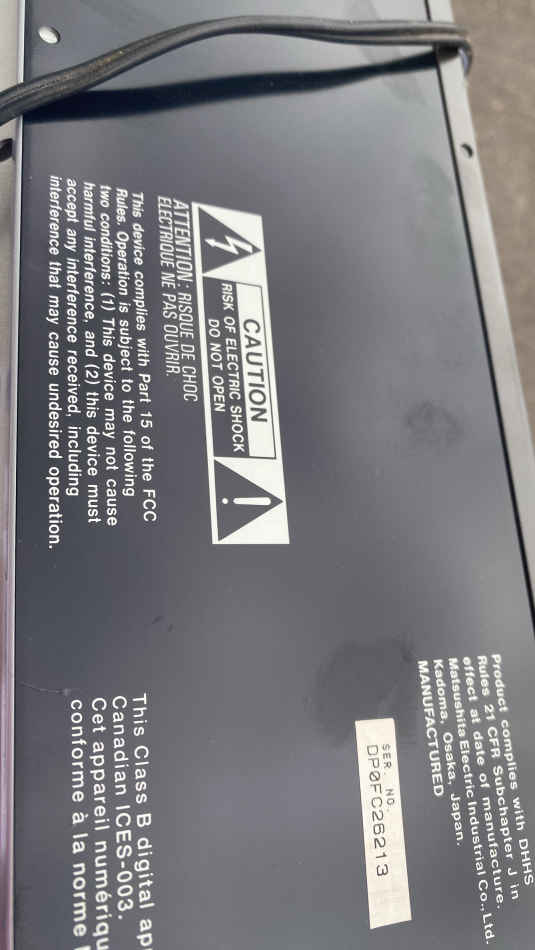 Product complies with DHHS
Rules 21 CFR Subchapter J in
effect at date of manufacture.
Matsushita Electric Industrial Co., Ltd.
Kadoma, Osaka, Japan.
MANUFACTURED
SER. NO.
DP0FC26213
CAUTION
RISK OF ELECTRIC SHOCK
DO NOT OPEN
ATTENTION: RISQUE DE CHOC
ELECTRIQUE NE PAS OUVRIR.
This device complies with Part 15 of the FCC
Rules. Operation is subject to the following
two conditions: (1) This device may not cause
harmful interference, and (2) this device must
accept any interference received, including
interference that may cause undesired operation.
This Class B digital
Canadian ICES-003.
Cet appareil
conforme à la norme